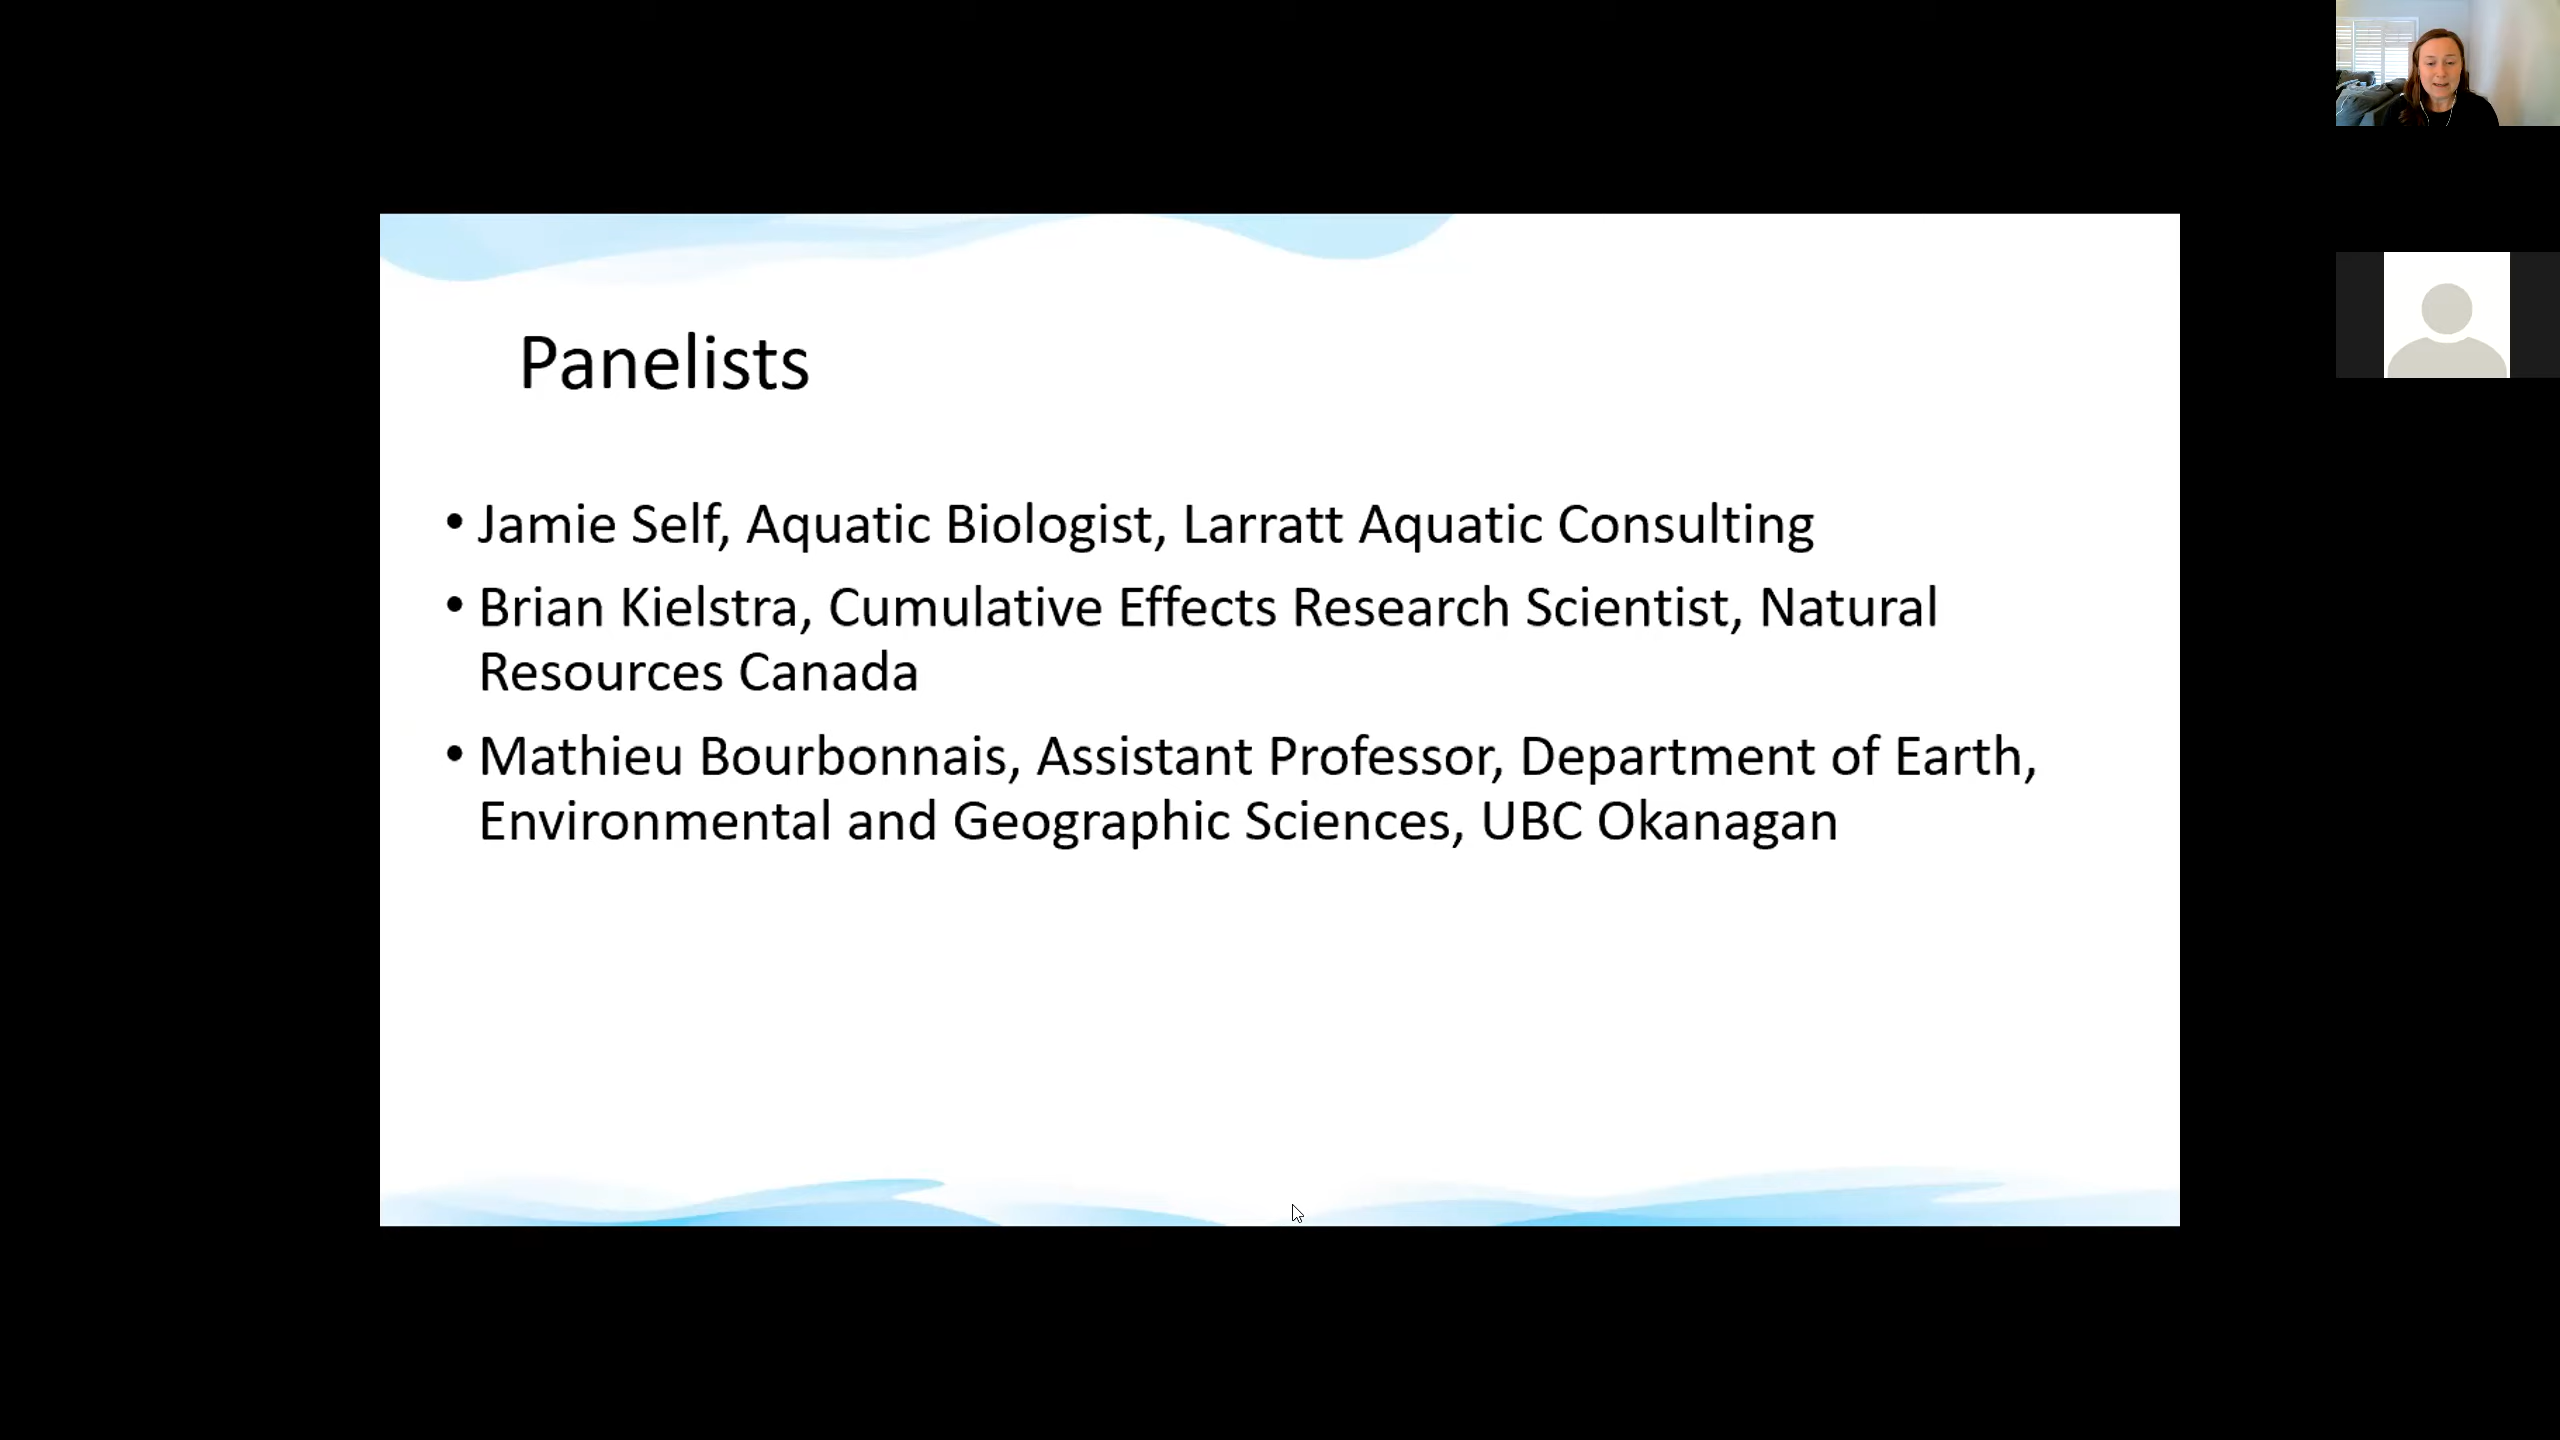 Panelists
• Jamie Self, Aquatic Biologist, Larratt Aquatic Consulting
• Brian Kielstra, Cumulative Effects Research Scientist, Natural
Resources Canada
• Mathieu Bourbonnais, Assistant Professor, Department of Earth,
Environmental and Geographic Sciences, UBC Okanagan